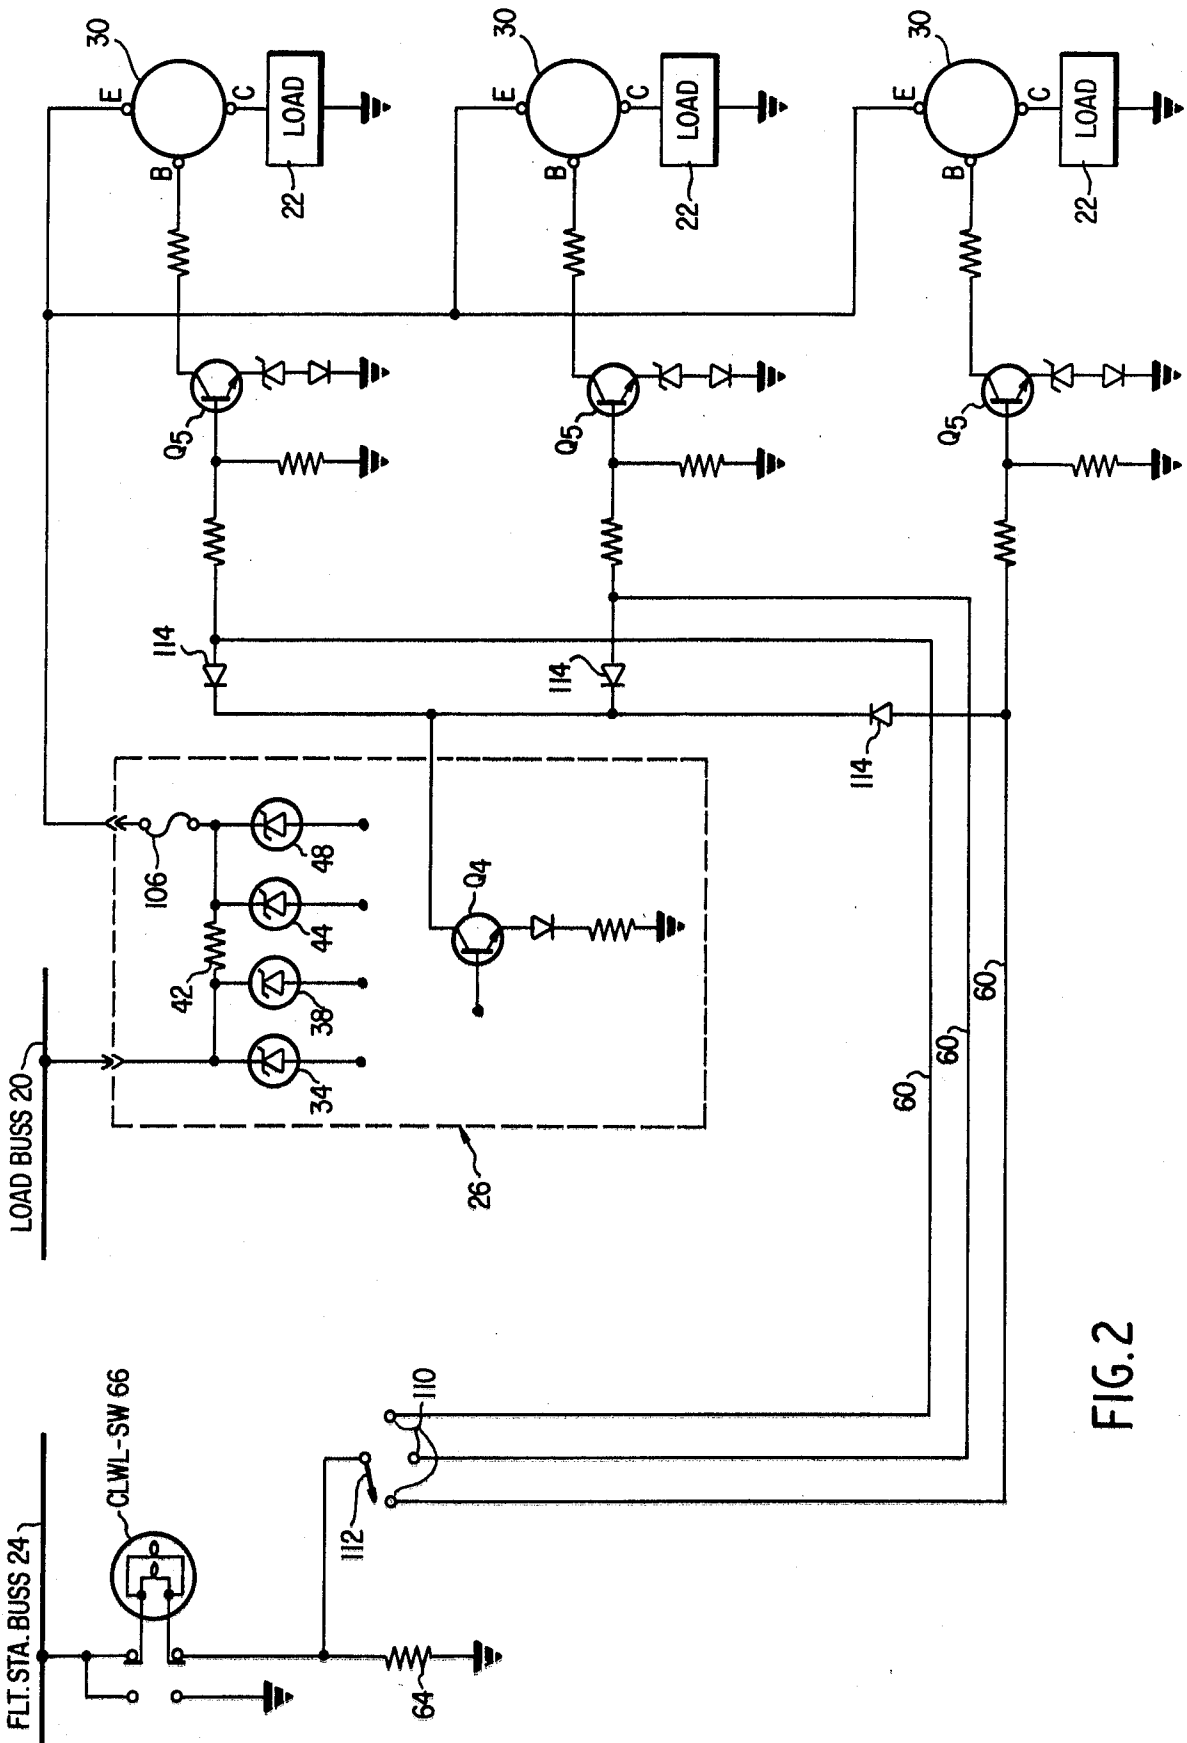 FLT. STA. BUSS 24
CLWL-SW 66
64
112
110
LOAD BUSS 20
26
34
38
42
44
48
106
Q4
60
60
60
114
114
114
Q5
Q5
Q5
B
E
C
30
LOAD
22
B
E
C
30
LOAD
22
B
E
C
30
LOAD
22
FIG.2